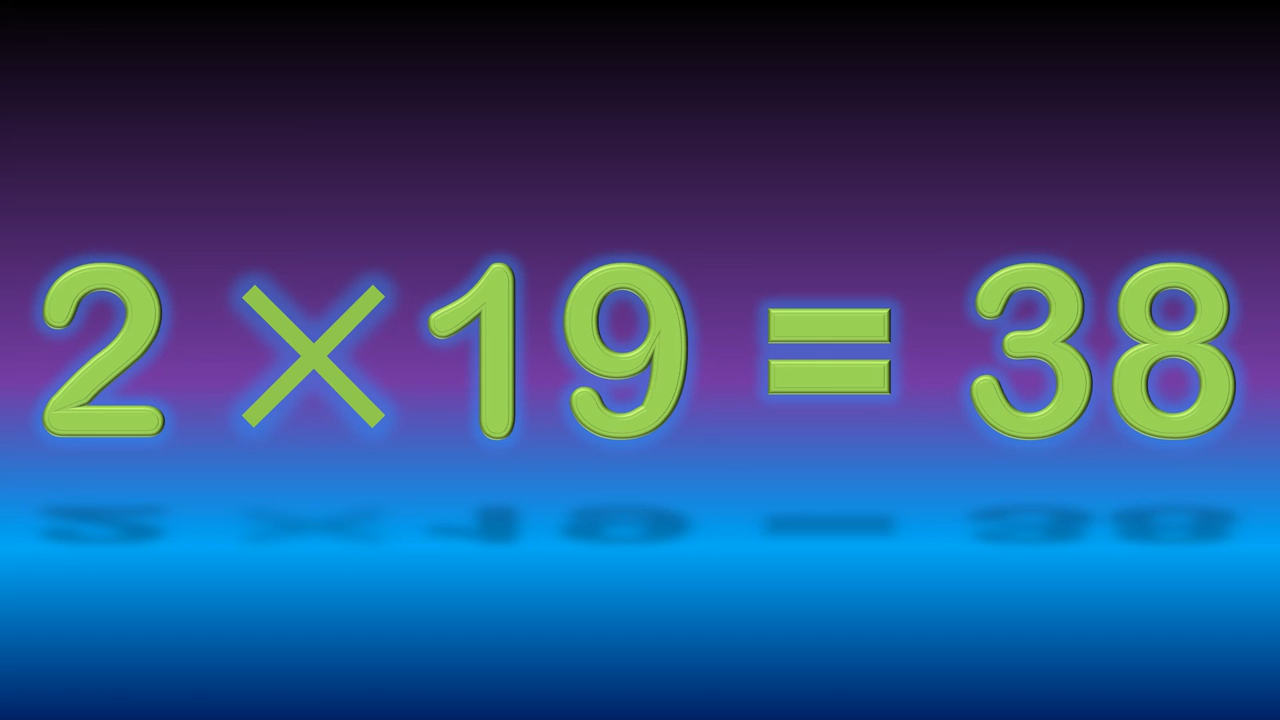 2 × 19 = 38